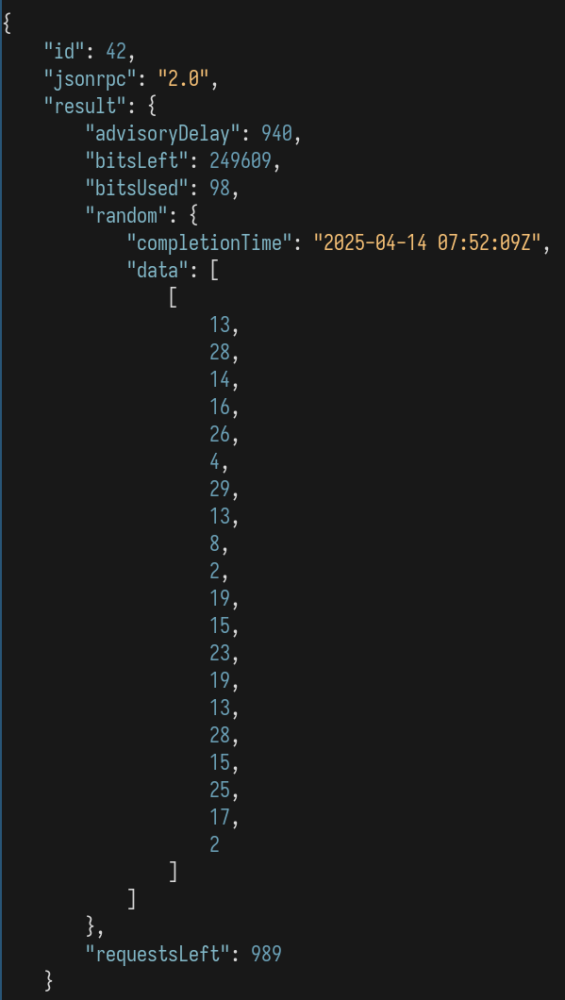 {
    "id": 42,
    "jsonrpc": "2.0",
    "result": {
        "advisoryDelay": 940,
        "bitsLeft": 249609,
        "bitsUsed": 98,
        "random": {
            "completionTime": "2025-04-14 07:52:09Z",
            "data": [
                [
                    13,
                    28,
                    14,
                    16,
                    26,
                    4,
                    29,
                    13,
                    8,
                    2,
                    19,
                    15,
                    23,
                    19,
                    13,
                    28,
                    15,
                    25,
                    17,
                    2
                ]
            ]
        },
        "requestsLeft": 989
    }